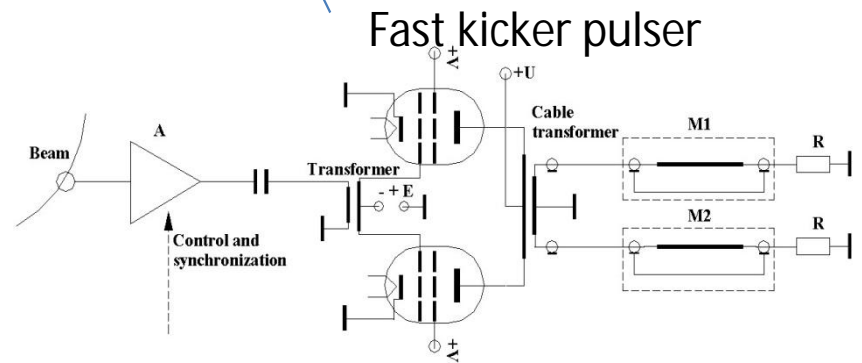 Fast kicker pulser
+V
+U
Cable
transformer
M1
R
A
Beam
Transformer
- + E
M2
R
Control and
synchronization
+V